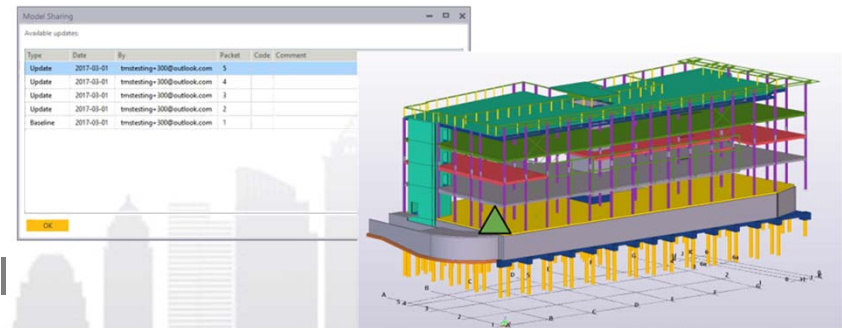 Model Sharing
Available updates:
Type Date By Packet Code Comment
Update 2017-03-01 tmstesting+300@outlook.com 5
Update 2017-03-01 tmstesting+300@outlook.com 4
Update 2017-03-01 tmstesting+300@outlook.com 3
Update 2017-03-01 tmstesting+300@outlook.com 2
Baseline 2017-03-01 tmstesting+300@outlook.com 1
OK